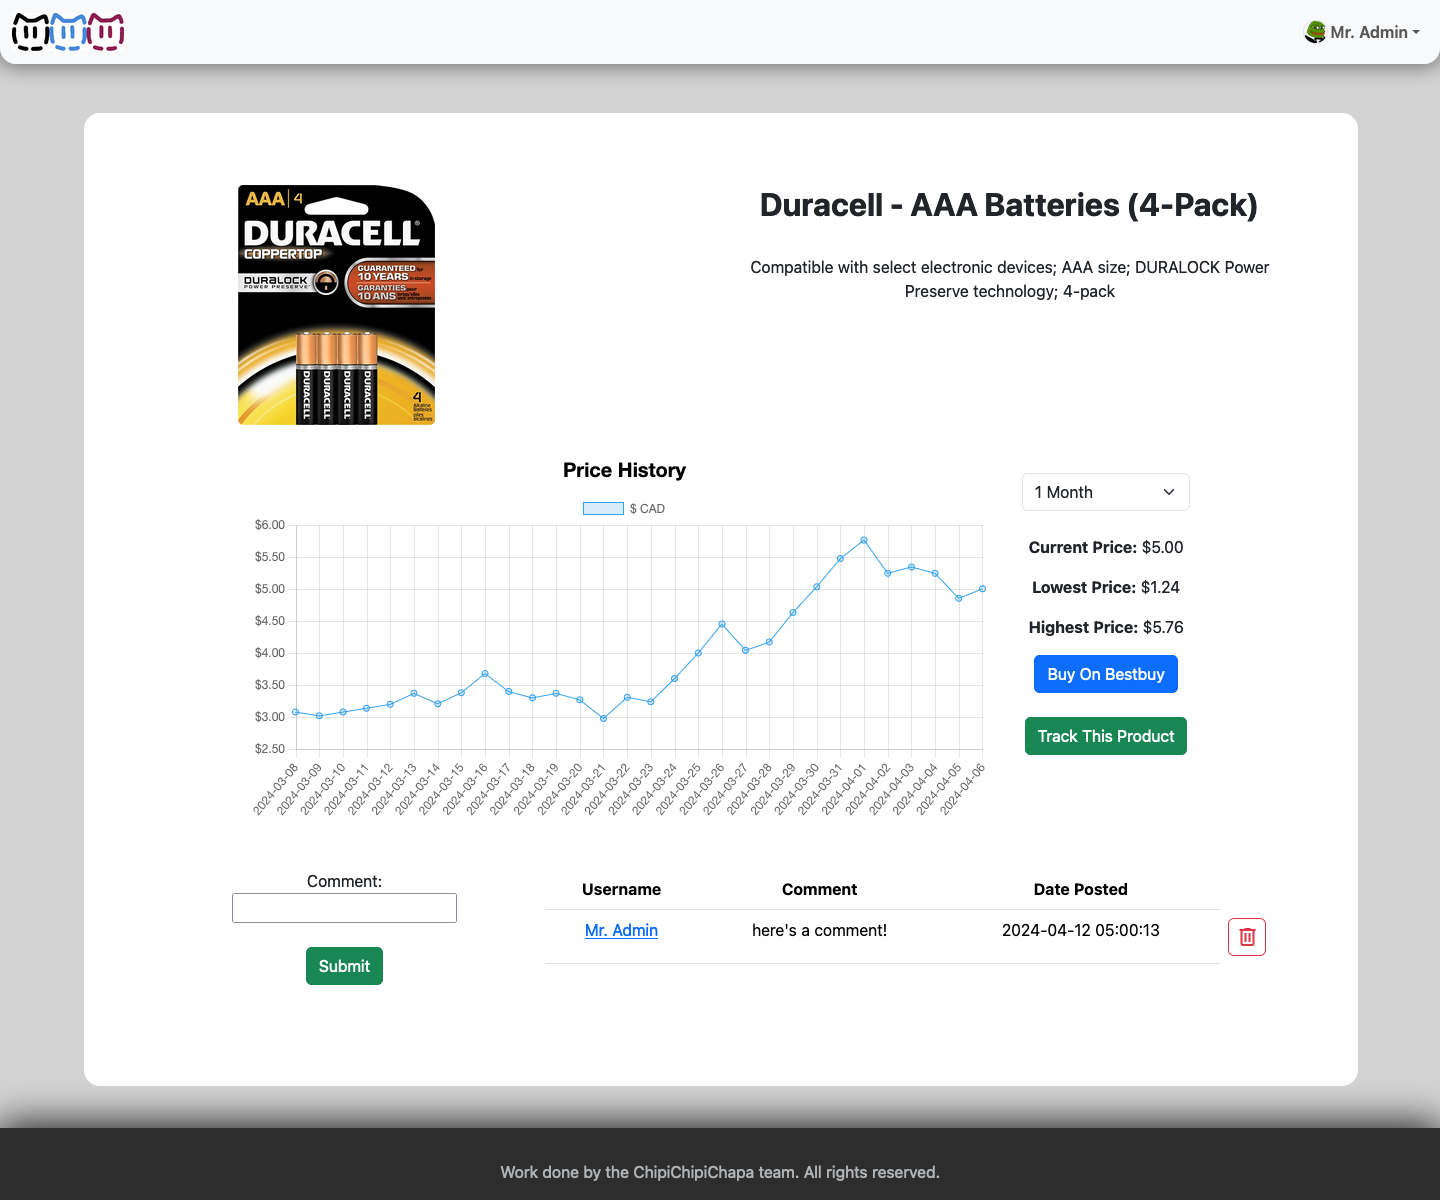 Mr. Admin
AAA 4
DURACELL
COPPERTOP
GUARANTEED for
10 YEARS in storage
DURALOCK
POWER PRESERVE
GARANTIES pour
10 ANS
DURACELL
DURACELL
DURACELL
DURACELL
4
Duracell - AAA Batteries (4-Pack)
Compatible with select electronic devices; AAA size; DURALOCK Power
Preserve technology; 4-pack
Price History
$ CAD
$6.00
$5.50
$5.00
$4.50
$4.00
$3.50
$3.00
$2.50
2024-03-08
2024-03-09
2024-03-10
2024-03-11
2024-03-12
2024-03-13
2024-03-14
2024-03-15
2024-03-16
2024-03-17
2024-03-18
2024-03-19
2024-03-20
2024-03-21
2024-03-22
2024-03-23
2024-03-24
2024-03-25
2024-03-26
2024-03-27
2024-03-28
2024-03-29
2024-03-30
2024-03-31
2024-04-01
2024-04-02
2024-04-03
2024-04-04
2024-04-05
2024-04-06
1 Month
Current Price: $5.00
Lowest Price: $1.24
Highest Price: $5.76
Buy On Bestbuy
Track This Product
Comment:
Submit
Username Comment Date Posted
Mr. Admin here's a comment! 2024-04-12 05:00:13
Work done by the ChipiChipiChapa team. All rights reserved.